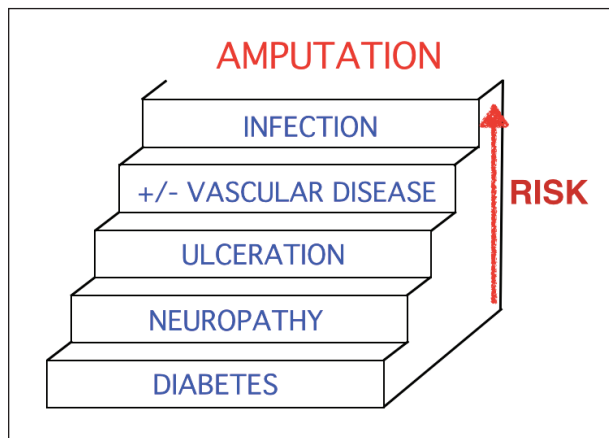 AMPUTATION
INFECTION
+/- VASCULAR DISEASE
RISK
ULCERATION
NEUROPATHY
DIABETES